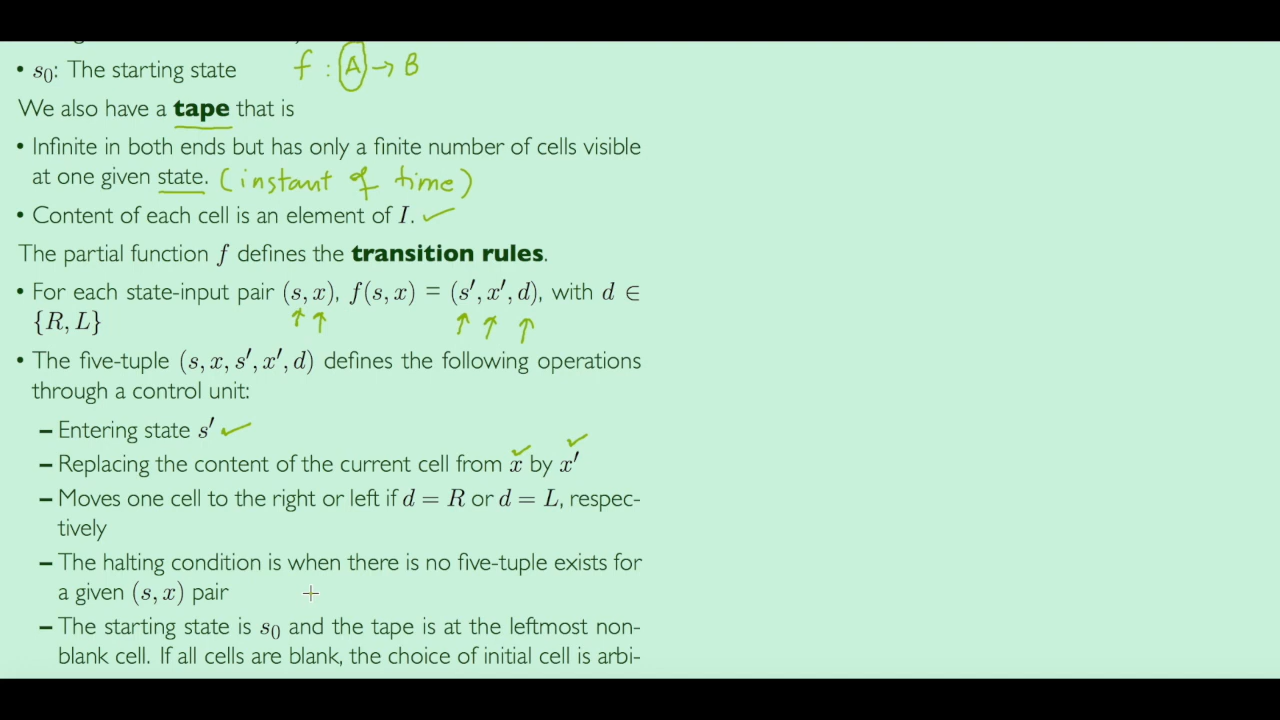 • s₀: The starting state f : A → B
We also have a tape that is
• Infinite in both ends but has only a finite number of cells visible
at one given state. (instant of time)
• Content of each cell is an element of I. ✓
The partial function f defines the transition rules.
• For each state-input pair (s, x), f(s, x) = (s′, x′, d), with d ∈
{R, L}
• The five-tuple (s, x, s′, x′, d) defines the following operations
through a control unit:
– Entering state s′ ✓
– Replacing the content of the current cell from x by x′
– Moves one cell to the right or left if d = R or d = L, respec-
tively
– The halting condition is when there is no five-tuple exists for
a given (s, x) pair
– The starting state is s₀ and the tape is at the leftmost non-
blank cell. If all cells are blank, the choice of initial cell is arbi-